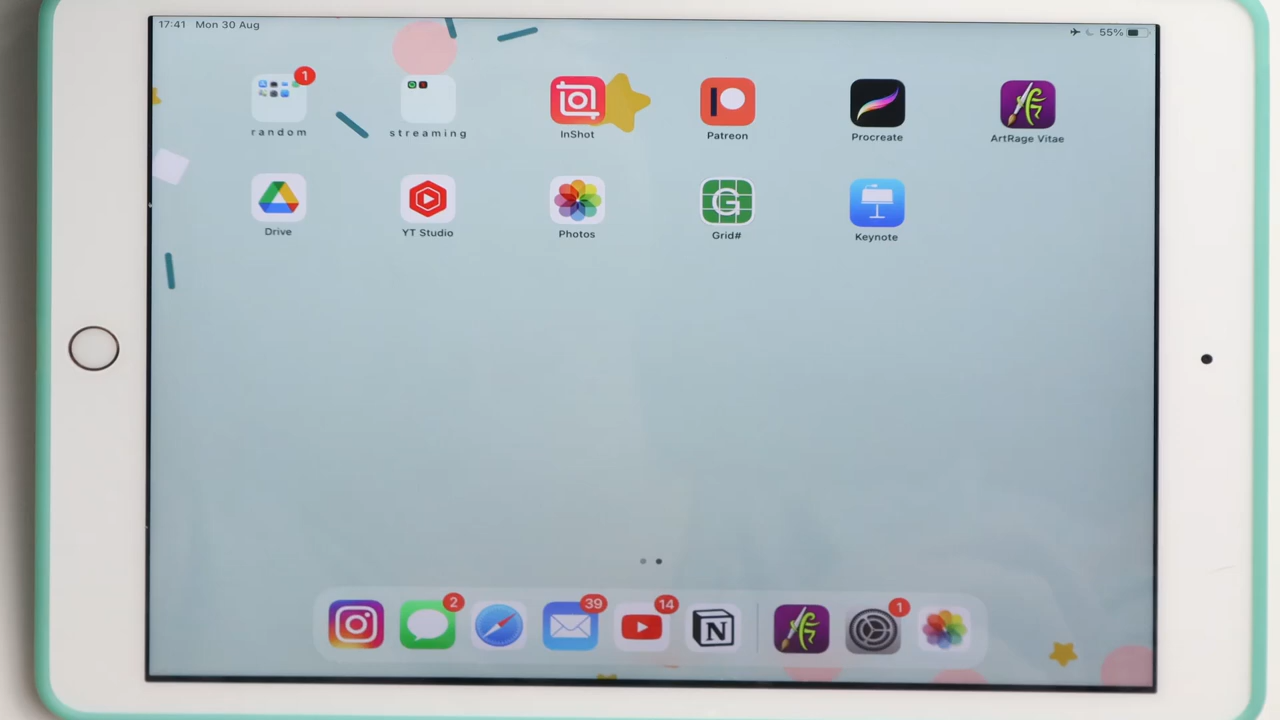 17:41 Mon 30 Aug
55%
1
random
streaming
InShot
Patreon
Procreate
ArtRage Vitae
G
Drive
YT Studio
Photos
Grid#
Keynote
2
39
14
N
1